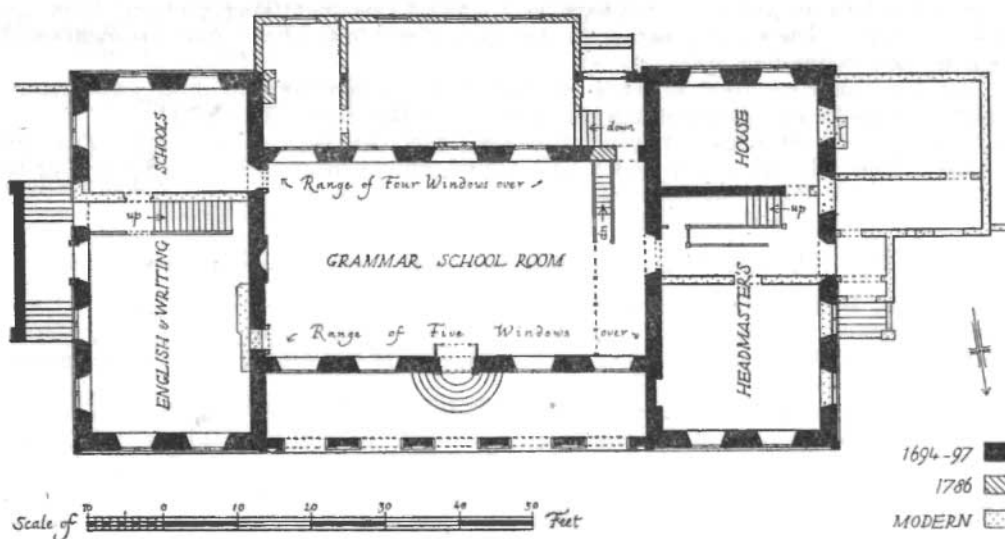 SCHOOLS
HOUSE
down
Range of Four Windows over
up
up
dn
GRAMMAR SCHOOL ROOM
ENGLISH & WRITING
HEADMASTER'S
Range of Five Windows over
1694-97
1786
MODERN
Scale of 10 0 10 20 30 40 50 Feet